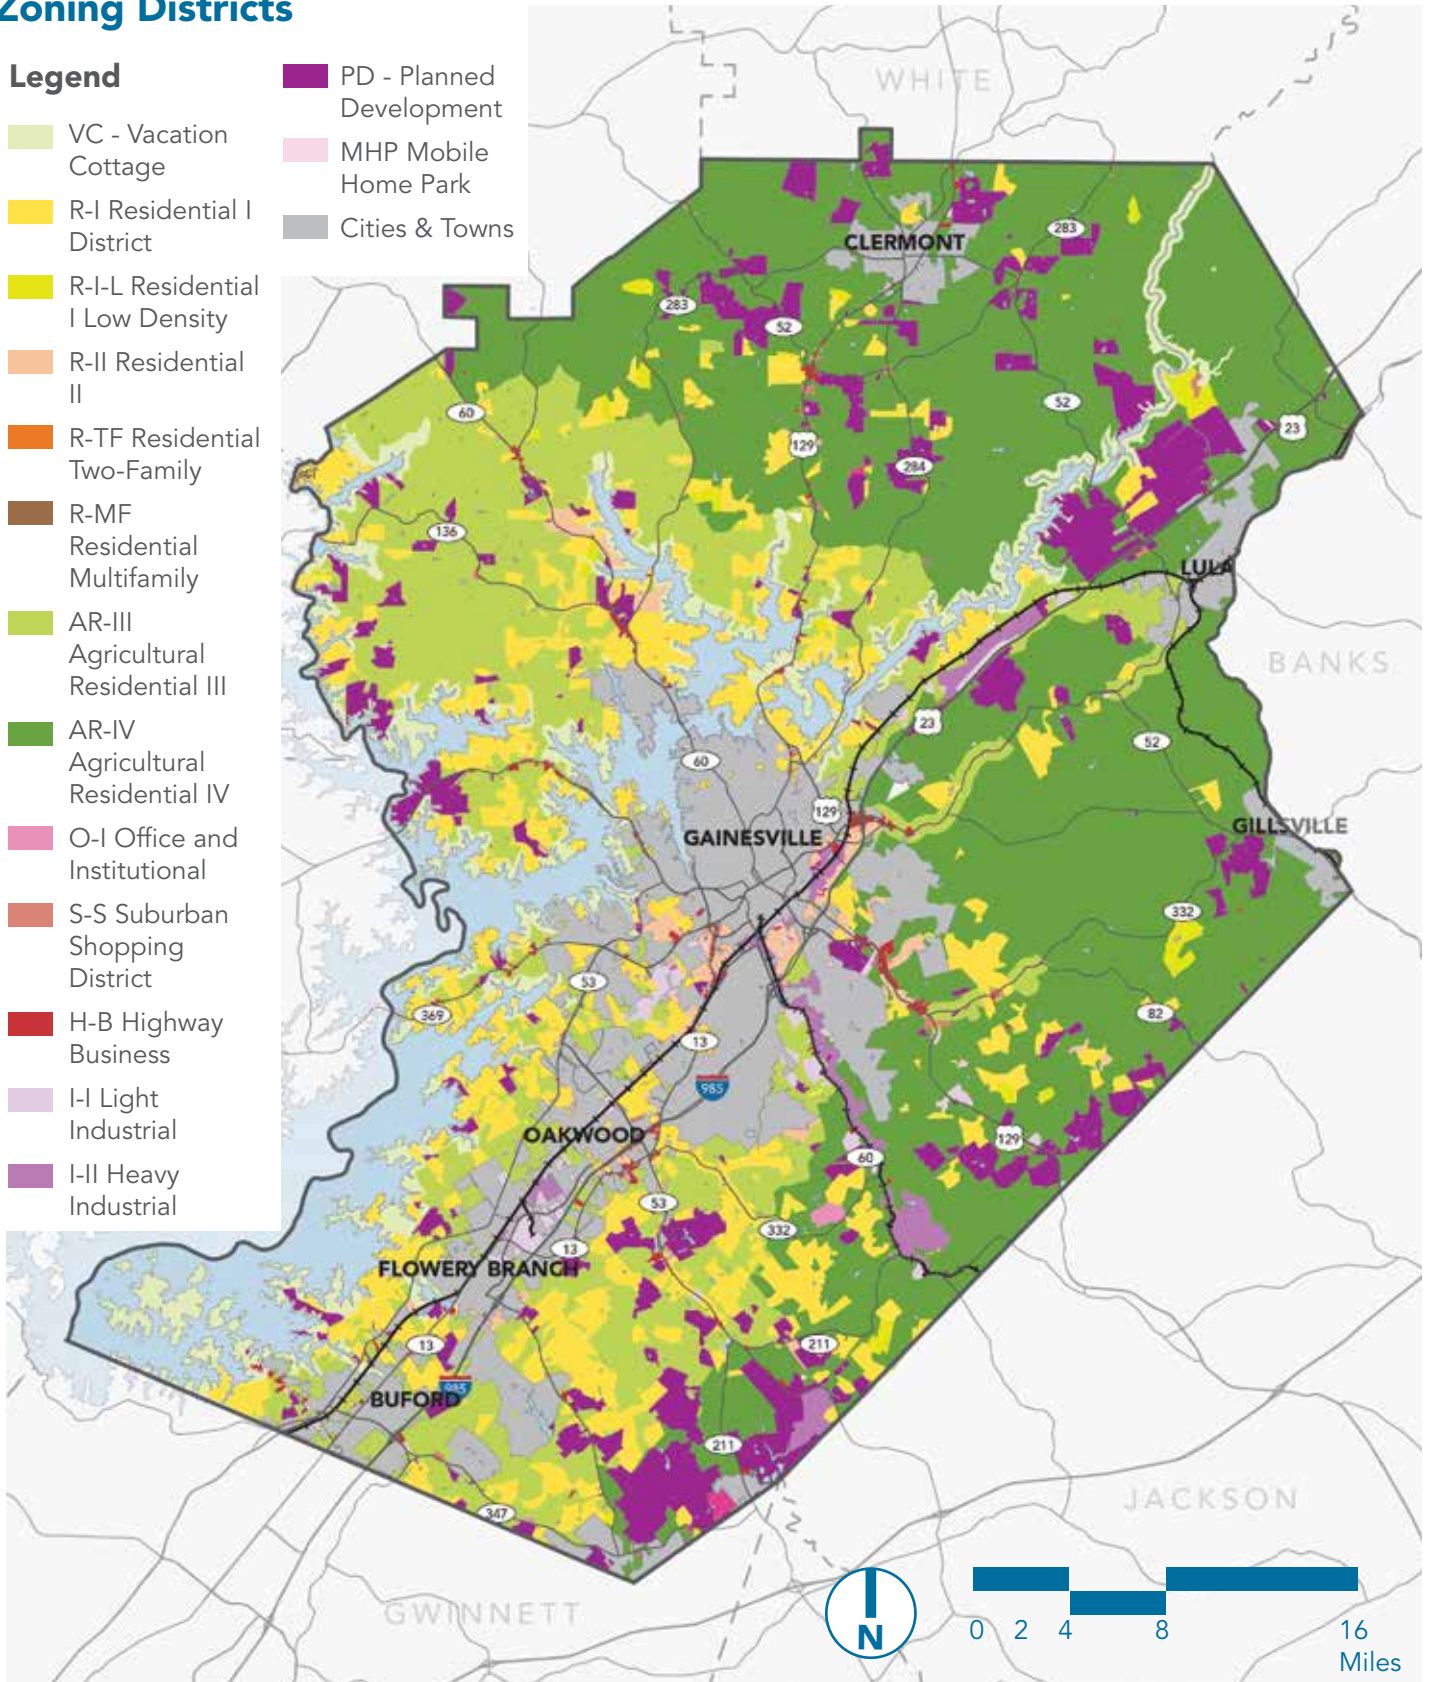 Zoning Districts
Legend
VC - Vacation
Cottage
R-I Residential I
District
R-I-L Residential
I Low Density
R-II Residential
II
R-TF Residential
Two-Family
R-MF
Residential
Multifamily
AR-III
Agricultural
Residential III
AR-IV
Agricultural
Residential IV
O-I Office and
Institutional
S-S Suburban
Shopping
District
H-B Highway
Business
I-I Light
Industrial
I-II Heavy
Industrial
PD - Planned
Development
MHP Mobile
Home Park
Cities & Towns
WHITE
283
CLERMONT
283
52
60
52
23
129
284
136
LULA
BANKS
23
52
60
129
GAINESVILLE
GILLSVILLE
332
53
369
82
13
985
OAKWOOD
129
60
53
332
13
FLOWERY BRANCH
13
211
985
BUFORD
211
347
JACKSON
GWINNETT
N
0 2 4 8 16
Miles